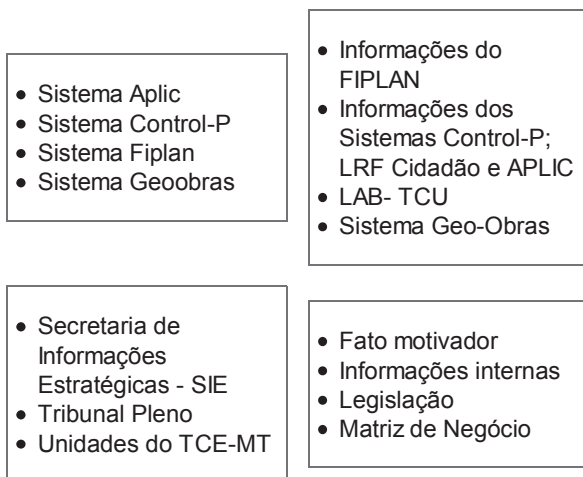 • Sistema Aplic
• Sistema Control-P
• Sistema Fiplan
• Sistema Geoobras
• Informações do
FIPLAN
• Informações dos
Sistemas Control-P;
LRF Cidadão e APLIC
• LAB- TCU
• Sistema Geo-Obras
• Secretaria de
Informações
Estratégicas - SIE
• Tribunal Pleno
• Unidades do TCE-MT
• Fato motivador
• Informações internas
• Legislação
• Matriz de Negócio